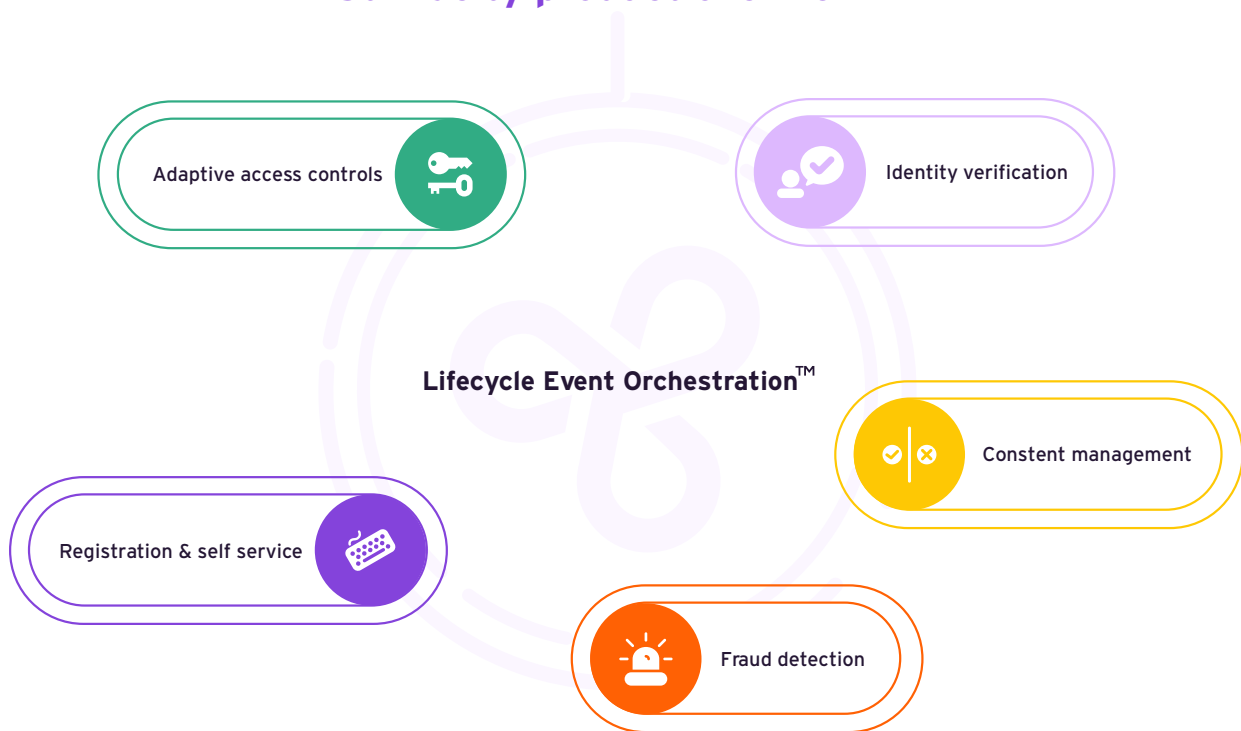 Adaptive access controls
Identity verification
Lifecycle Event Orchestration™
Constent management
Registration & self service
Fraud detection